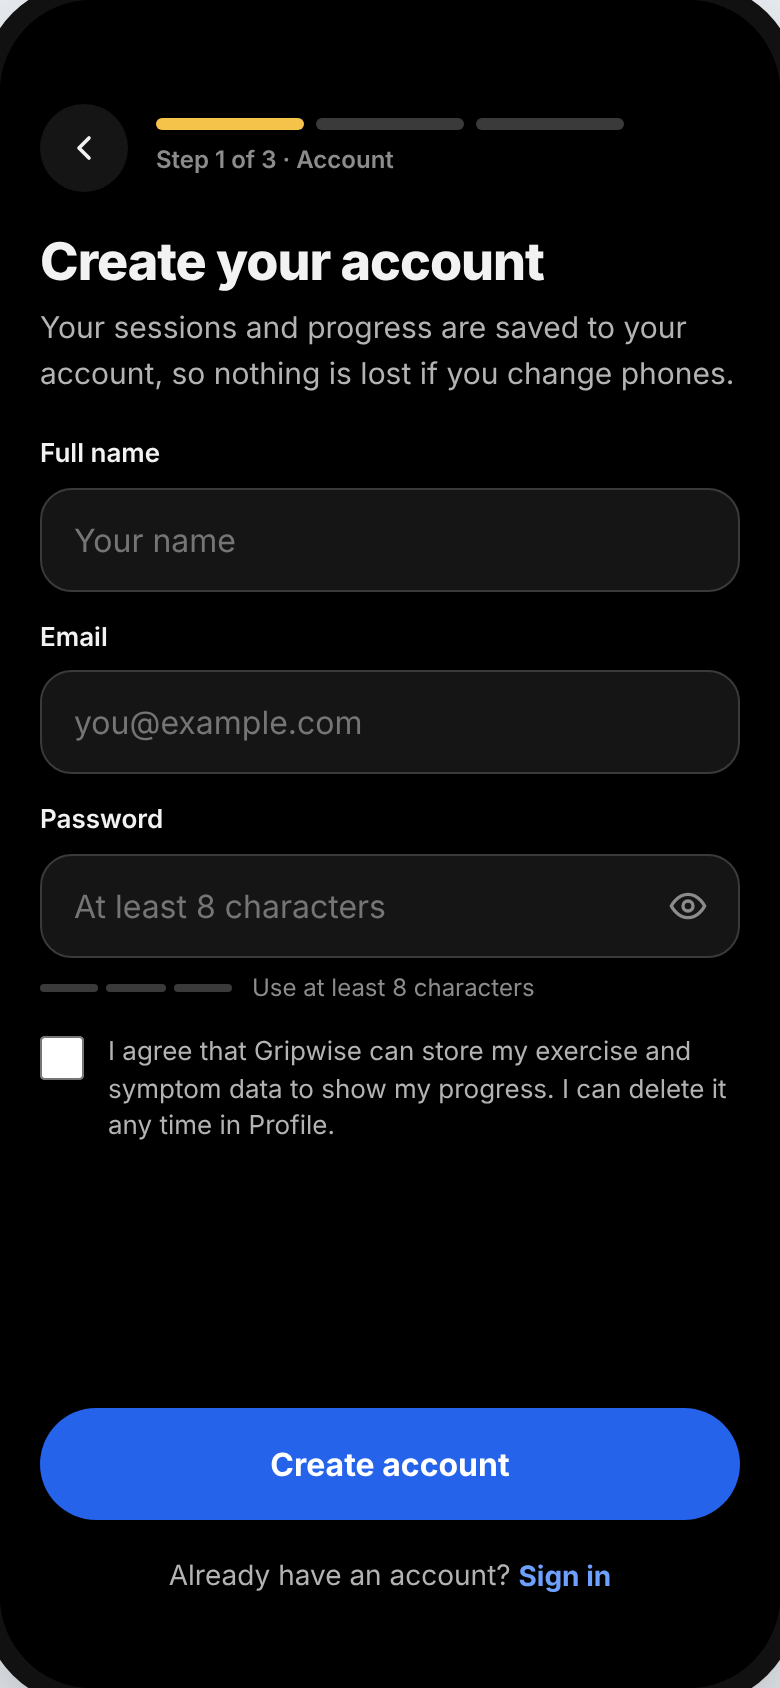 Step 1 of 3 · Account
Create your account
Your sessions and progress are saved to your
account, so nothing is lost if you change phones.
Full name
Your name
Email
you@example.com
Password
At least 8 characters
Use at least 8 characters
I agree that Gripwise can store my exercise and
symptom data to show my progress. I can delete it
any time in Profile.
Create account
Already have an account? Sign in